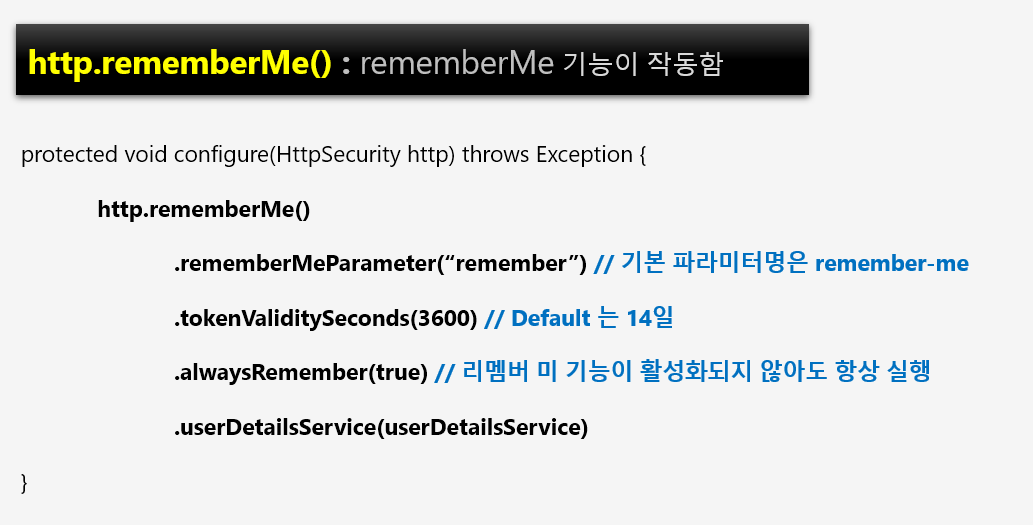 http.rememberMe() : rememberMe 기능이 작동함
protected void configure(HttpSecurity http) throws Exception {
http.rememberMe()
.rememberMeParameter(“remember”) // 기본 파라미터명은 remember-me
.tokenValiditySeconds(3600) // Default 는 14일
.alwaysRemember(true) // 리멤버 미 기능이 활성화되지 않아도 항상 실행
.userDetailsService(userDetailsService)
}